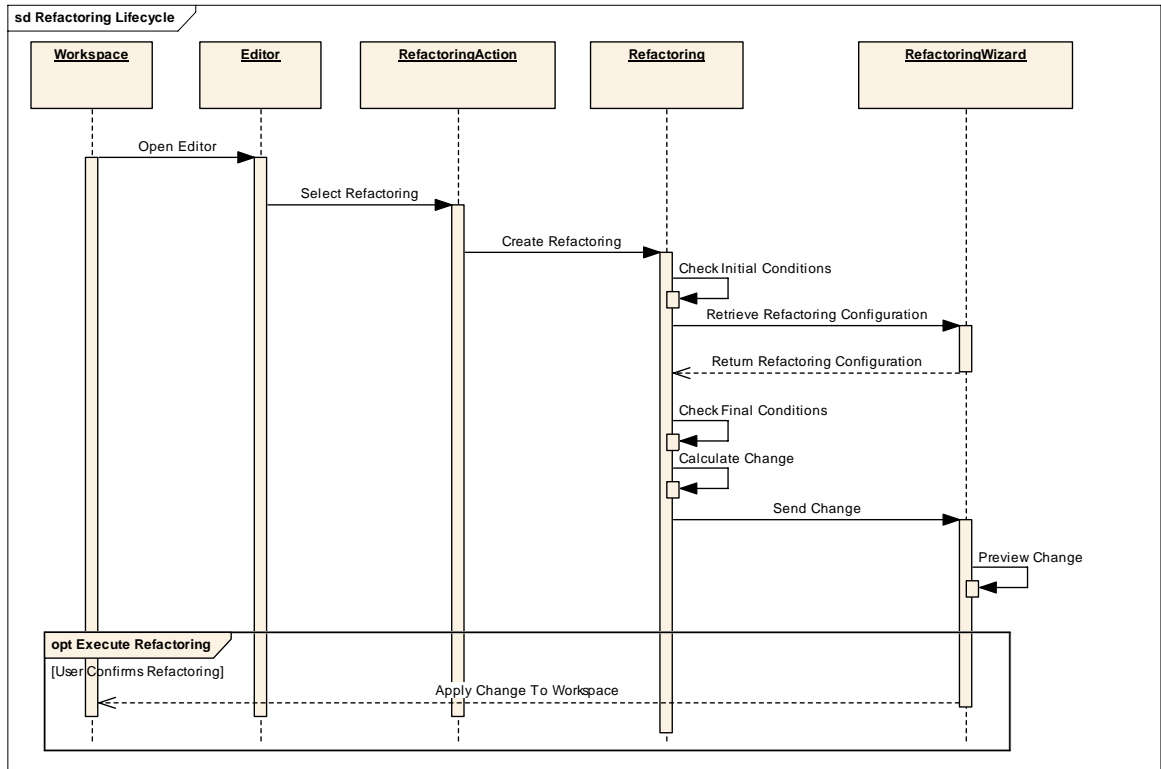 sd Refactoring Lifecycle
Workspace
Editor
RefactoringAction
Refactoring
RefactoringWizard
Open Editor
Select Refactoring
Create Refactoring
Check Initial Conditions
Retrieve Refactoring Configuration
Return Refactoring Configuration
Check Final Conditions
Calculate Change
Send Change
Preview Change
opt Execute Refactoring
[User Confirms Refactoring]
Apply Change To Workspace